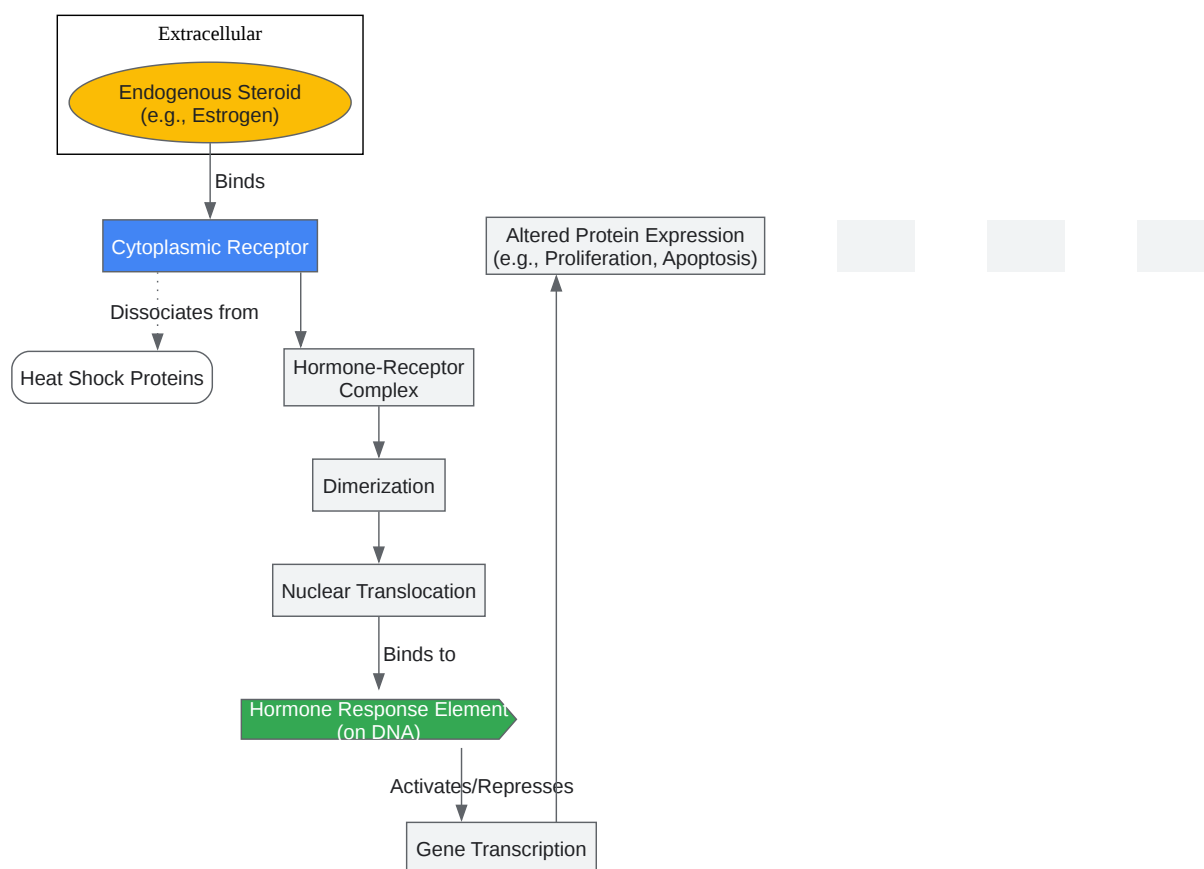 Extracellular
Endogenous Steroid
(e.g., Estrogen)
Binds
Cytoplasmic Receptor
Altered Protein Expression
(e.g., Proliferation, Apoptosis)
Dissociates from
Heat Shock Proteins
Hormone-Receptor
Complex
Dimerization
Nuclear Translocation
Binds to
Hormone Response Element
(on DNA)
Activates/Represses
Gene Transcription